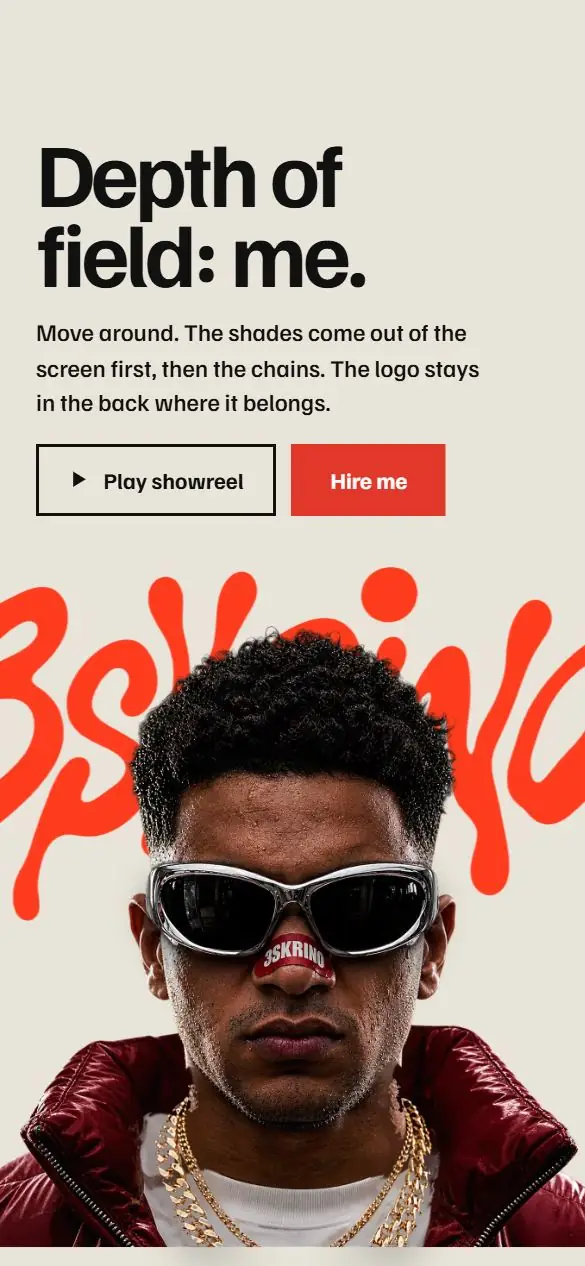 Depth of
field: me.
Move around. The shades come out of the
screen first, then the chains. The logo stays
in the back where it belongs.
Play showreel
Hire me
3SKRINO
3SKRINO